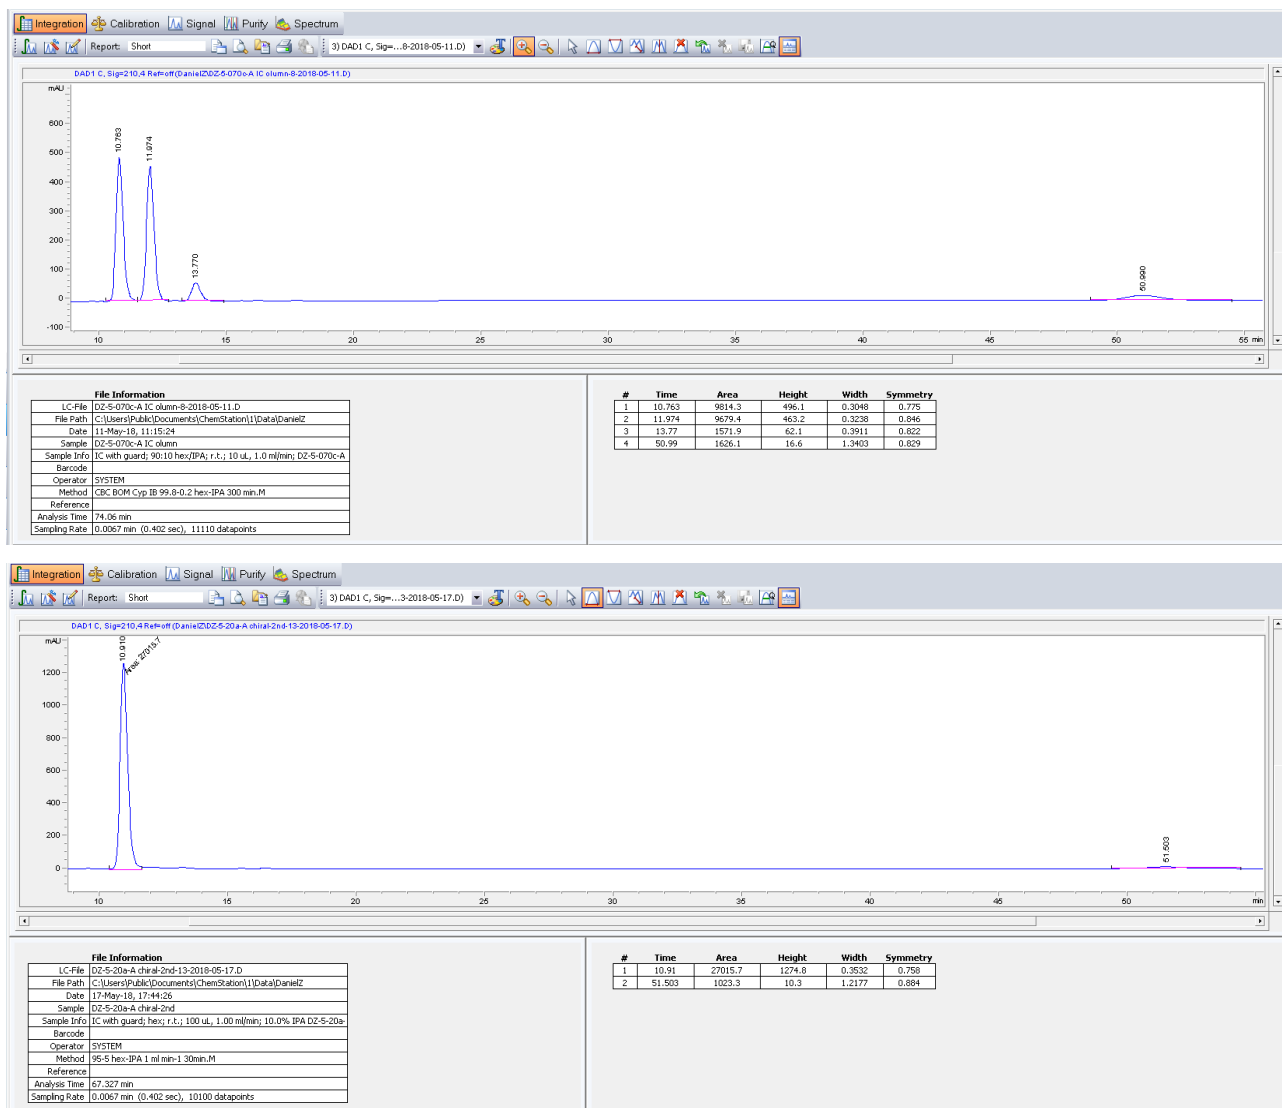 Integration Calibration Signal Purify Spectrum
Report: Short 3) DAD1 C, Sig=...8-2018-05-11.D)
DAD1 C, Sig=210,4 Ref=off (DanielZ\DZ-5-070c-A IC olumn-8-2018-05-11.D)
mAU
600
500
400
300
200
100
0
-100
10.763
11.974
13.770
50.990
10 15 20 25 30 35 40 45 50 55 min
File Information
LC-File DZ-5-070c-A IC olumn-8-2018-05-11.D
File Path C:\Users\Public\Documents\ChemStation\1\Data\DanielZ
Date 11-May-18, 11:15:24
Sample DZ-5-070c-A IC olumn
Sample Info IC with guard; 90:10 hex/IPA; r.t.; 10 uL, 1.0 ml/min; DZ-5-070c-A
Barcode
Operator SYSTEM
Method CBC BOM Cyp IB 99.8-0.2 hex-IPA 300 min.M
Reference
Analysis Time 74.06 min
Sampling Rate 0.0067 min (0.402 sec), 11110 datapoints
# Time Area Height Width Symmetry
1 10.763 9814.3 496.1 0.3048 0.775
2 11.974 9679.4 463.2 0.3238 0.846
3 13.77 1571.9 62.1 0.3911 0.822
4 50.99 1626.1 16.6 1.3403 0.829
Integration Calibration Signal Purify Spectrum
Report: Short 3) DAD1 C, Sig=...3-2018-05-17.D)
DAD1 C, Sig=210,4 Ref=off (DanielZ\DZ-5-20a-A chiral-2nd-13-2018-05-17.D)
mAU
1200
1000
800
600
400
200
0
10.910
Area: 27015.7
51.503
10 15 20 25 30 35 40 45 50 min
File Information
LC-File DZ-5-20a-A chiral-2nd-13-2018-05-17.D
File Path C:\Users\Public\Documents\ChemStation\1\Data\DanielZ
Date 17-May-18, 17:44:26
Sample DZ-5-20a-A chiral-2nd
Sample Info IC with guard; hex; r.t.; 100 uL, 1.00 ml/min; 10.0% IPA DZ-5-20a-
Barcode
Operator SYSTEM
Method 95-5 hex-IPA 1 ml min-1 30min.M
Reference
Analysis Time 67.327 min
Sampling Rate 0.0067 min (0.402 sec), 10100 datapoints
# Time Area Height Width Symmetry
1 10.91 27015.7 1274.8 0.3532 0.758
2 51.503 1023.3 10.3 1.2177 0.884